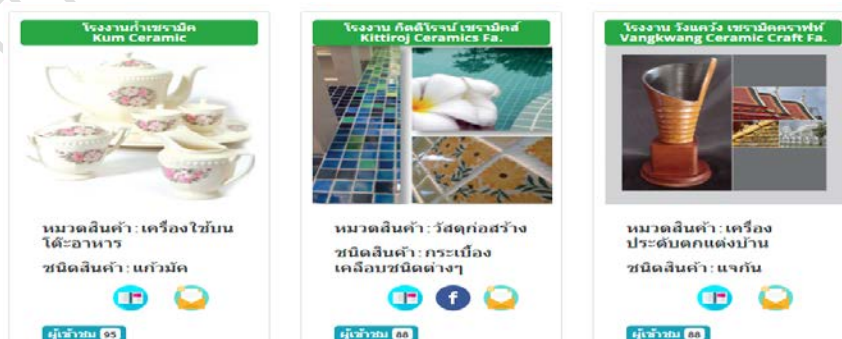 โรงงานก่ำเซรามิค
Kum Ceramic
หมวดสินค้า : เครื่องใช้บน
โต๊ะอาหาร
ชนิดสินค้า : แก้วมัค
ผู้เข้าชม 95
โรงงาน กิตติโรจน์ เซรามิคส์
Kittiroj Ceramics Fa.
หมวดสินค้า : วัสดุก่อสร้าง
ชนิดสินค้า : กระเบื้อง
เคลือบชนิดต่างๆ
f
ผู้เข้าชม 88
โรงงาน วังแคว้ง เซรามิคคราฟท์
Vangkwang Ceramic Craft Fa.
หมวดสินค้า : เครื่อง
ประดับตกแต่งบ้าน
ชนิดสินค้า : แจกัน
ผู้เข้าชม 88